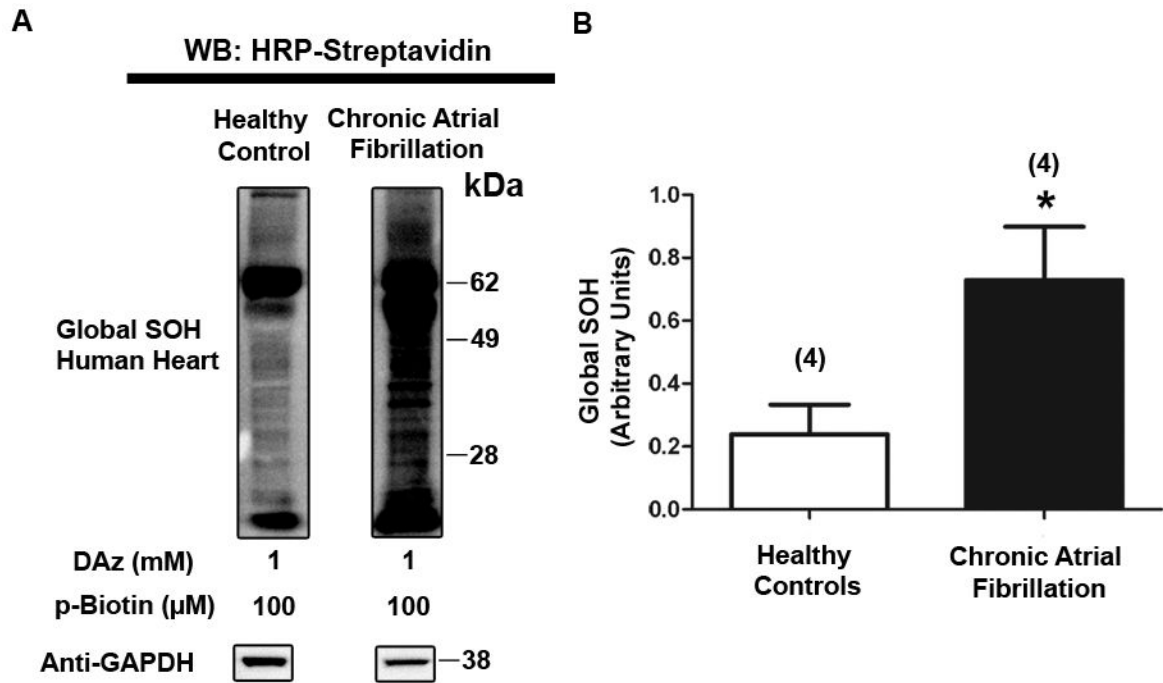 A
WB: HRP-Streptavidin
Healthy
Control
Chronic Atrial
Fibrillation
kDa
62
49
28
Global SOH
Human Heart
DAz (mM) 1 1
p-Biotin (µM) 100 100
Anti-GAPDH 38
B
Global SOH
(Arbitrary Units)
1.0
0.8
0.6
0.4
0.2
0.0
(4)
(4)
*
Healthy
Controls
Chronic Atrial
Fibrillation